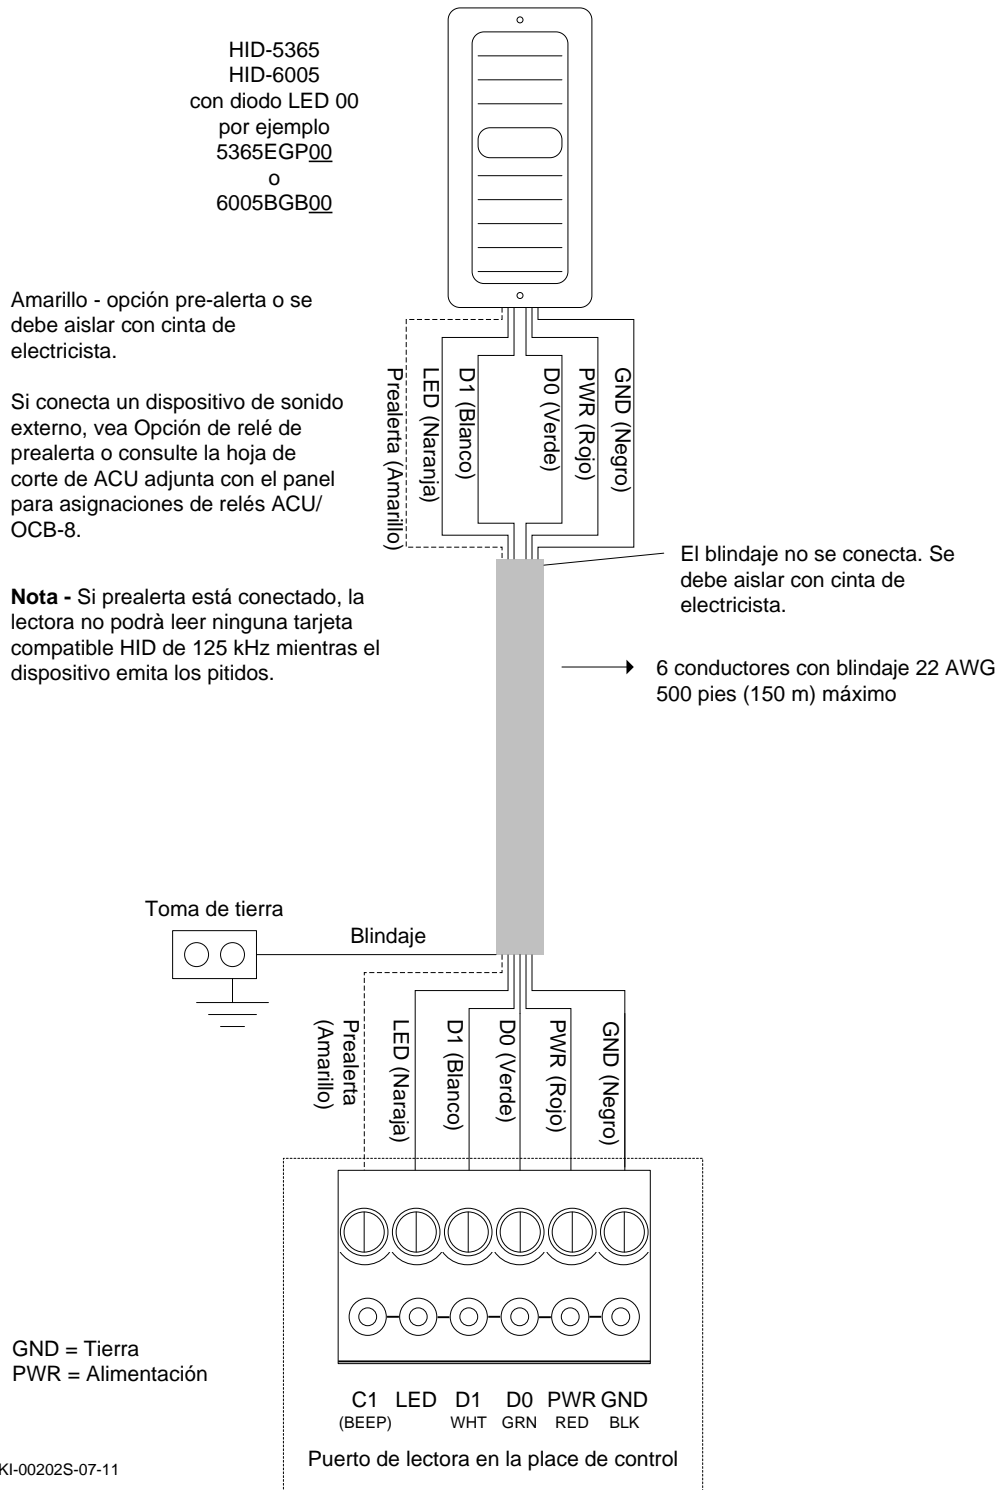 HID-5365
HID-6005
con diodo LED 00
por ejemplo
5365EGP00
o
6005BGB00
Amarillo - opción pre-alerta o se
debe aislar con cinta de
electricista.
Si conecta un dispositivo de sonido
externo, vea Opción de relé de
prealerta o consulte la hoja de
corte de ACU adjunta con el panel
para asignaciones de relés ACU/
OCB-8.
Nota - Si prealerta está conectado, la
lectora no podrà leer ninguna tarjeta
compatible HID de 125 kHz mientras el
dispositivo emita los pitidos.
Prealerta (Amarillo)
LED (Naranja)
D1 (Blanco)
D0 (Verde)
PWR (Rojo)
GND (Negro)
El blindaje no se conecta. Se
debe aislar con cinta de
electricista.
6 conductores con blindaje 22 AWG
500 pies (150 m) máximo
Toma de tierra
Blindaje
Prealerta
(Amarillo)
LED (Naraja)
D1 (Blanco)
D0 (Verde)
PWR (Rojo)
GND (Negro)
GND = Tierra
PWR = Alimentación
C1 LED D1 D0 PWR GND
(BEEP) WHT GRN RED BLK
Puerto de lectora en la place de control
KI-00202S-07-11